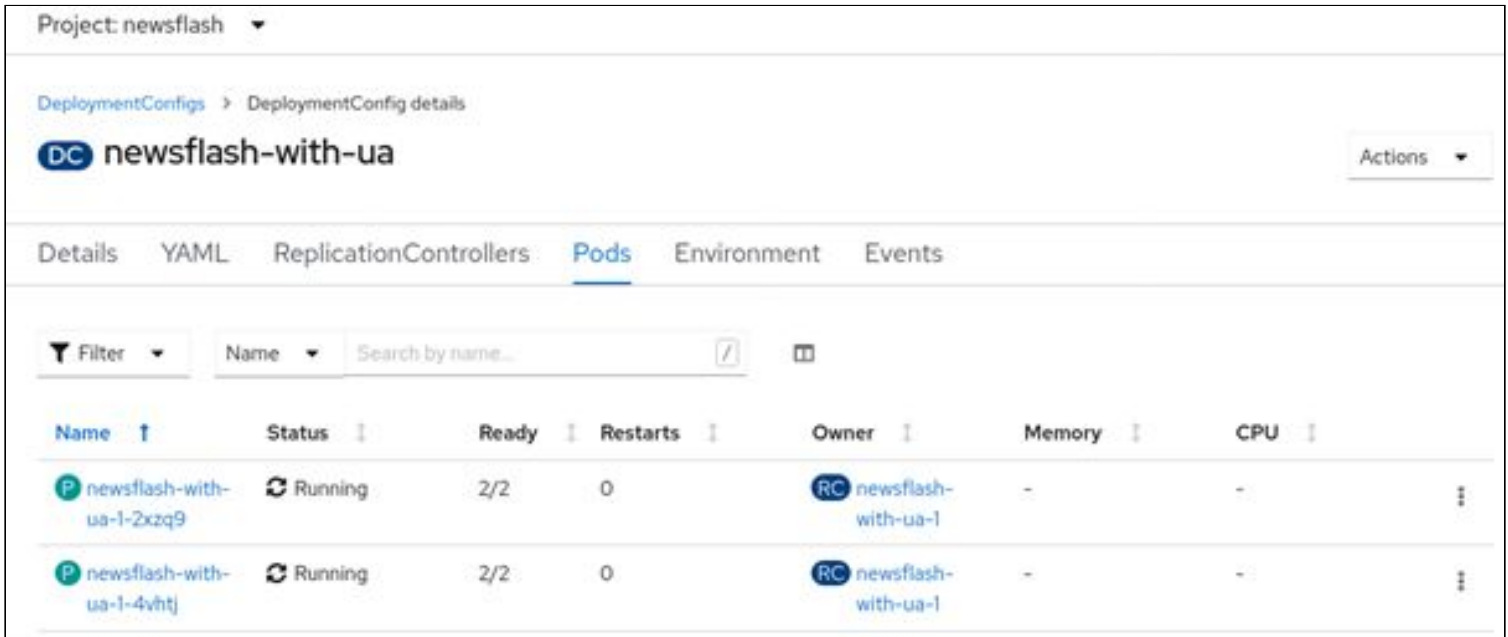 Project: newsflash
DeploymentConfigs > DeploymentConfig details
DC newsflash-with-ua
Actions
Details YAML ReplicationControllers Pods Environment Events
Filter Name Search by name... /
Name Status Ready Restarts Owner Memory CPU
P newsflash-with- Running 2/2 0 RC newsflash- - -
ua-1-2xzq9 with-ua-1
P newsflash-with- Running 2/2 0 RC newsflash- - -
ua-1-4vhtj with-ua-1